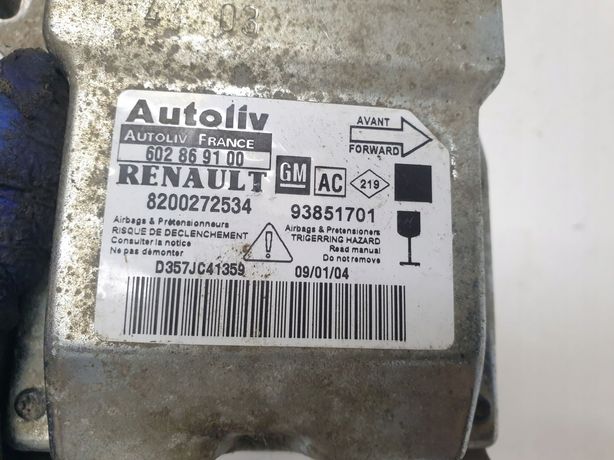 4 03
Autoliv
AUTOLIV FRANCE
602 86 91 00
AVANT
FORWARD
RENAULT GM AC 219
8200272534 93851701
Airbags & Prétensionneurs
RISQUE DE DECLENCHEMENT
Consulter la notice
Ne pas démonter
Airbags & Pretensioners
TRIGERRING HAZARD
Read manual
Do not remove
D357JC41359 09/01/04